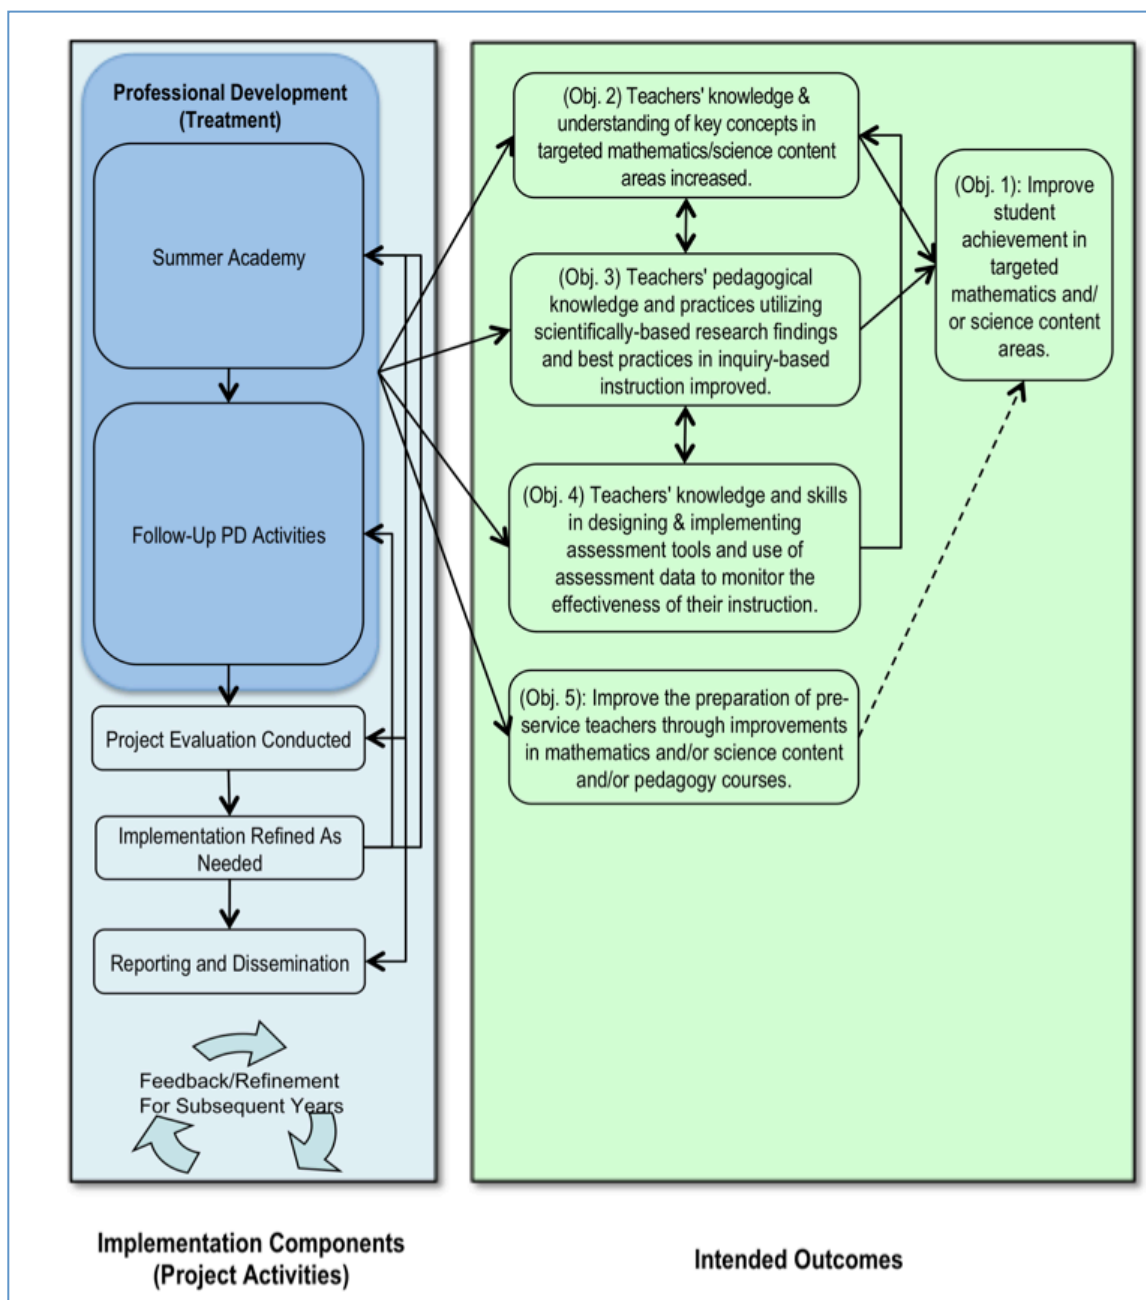 Professional Development
(Treatment)
Summer Academy
Follow-Up PD Activities
Project Evaluation Conducted
Implementation Refined As
Needed
Reporting and Dissemination
Feedback/Refinement
For Subsequent Years
Implementation Components
(Project Activities)
(Obj. 2) Teachers' knowledge &
understanding of key concepts in
targeted mathematics/science content
areas increased.
(Obj. 3) Teachers' pedagogical
knowledge and practices utilizing
scientifically-based research findings
and best practices in inquiry-based
instruction improved.
(Obj. 4) Teachers' knowledge and skills
in designing & implementing
assessment tools and use of
assessment data to monitor the
effectiveness of their instruction.
(Obj. 5): Improve the preparation of pre-
service teachers through improvements
in mathematics and/or science content
and/or pedagogy courses.
(Obj. 1): Improve
student
achievement in
targeted
mathematics and/
or science content
areas.
Intended Outcomes